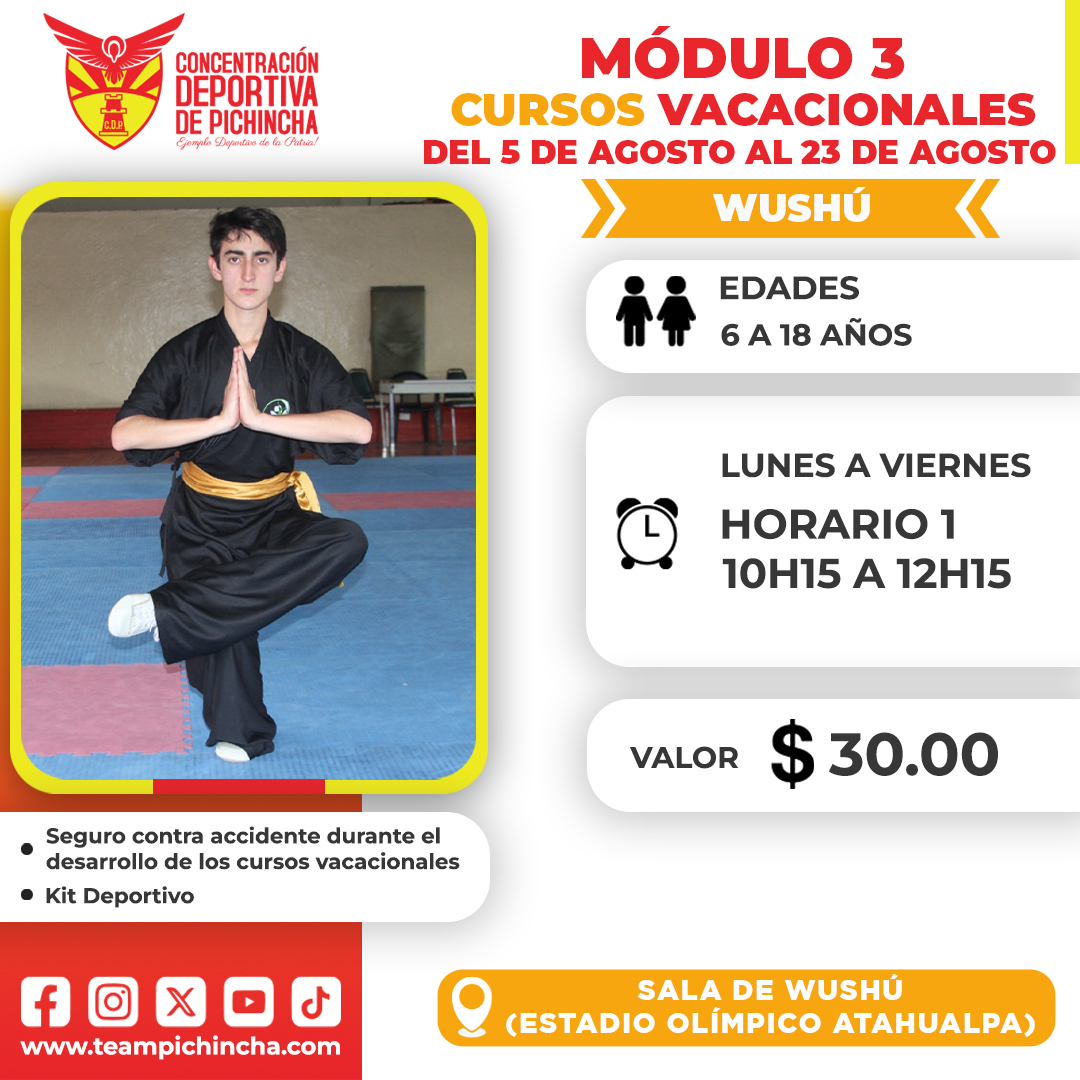 CONCENTRACIÓN
DEPORTIVA
DE PICHINCHA
Ejemplo Deportivo de la Patria!
C.D.P.
MÓDULO 3
CURSOS VACACIONALES
DEL 5 DE AGOSTO AL 23 DE AGOSTO
WUSHÚ
EDADES
6 A 18 AÑOS
LUNES A VIERNES
HORARIO 1
10H15 A 12H15
VALOR $ 30.00
• Seguro contra accidente durante el
desarrollo de los cursos vacacionales
• Kit Deportivo
www.teampichincha.com
SALA DE WUSHÚ
(ESTADIO OLÍMPICO ATAHUALPA)